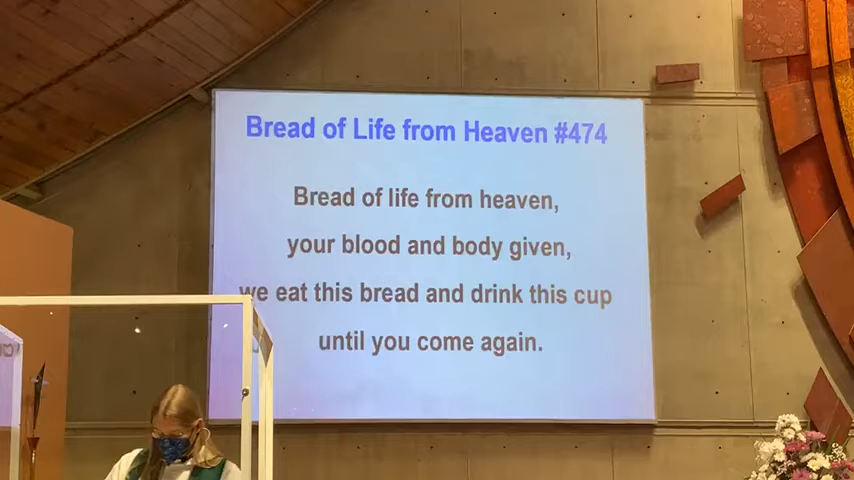 Bread of Life from Heaven #474
Bread of life from heaven,
your blood and body given,
we eat this bread and drink this cup
until you come again.